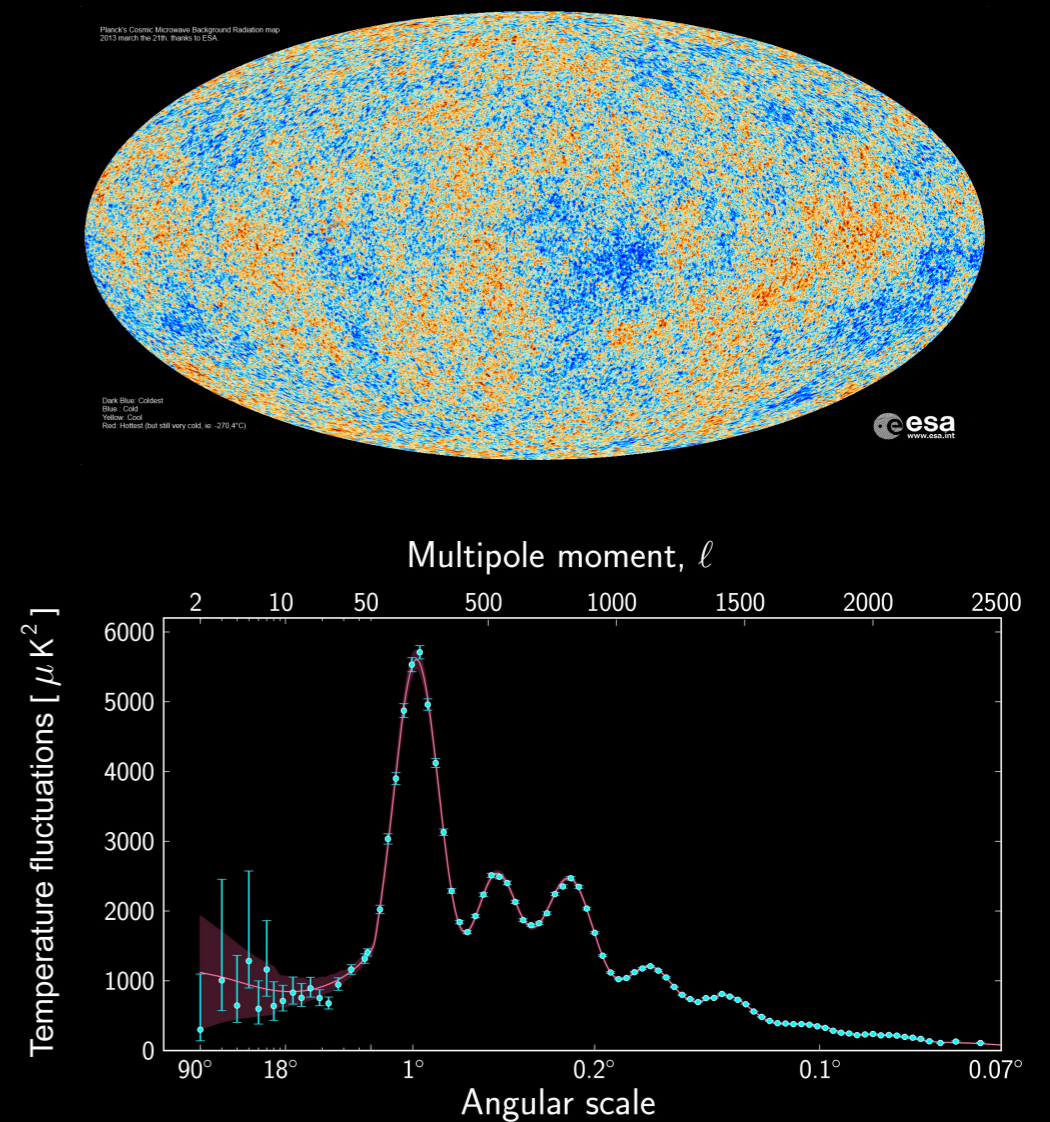 Planck's Cosmic Microwave Background Radiation map
2013 march the 21th. thanks to ESA.
Dark Blue: Coldest
Blue : Cold
Yellow: Cool
Red: Hottest (but still very cold, ie: -270,4°C)
esa
www.esa.int
Multipole moment, ℓ
2 10 50 500 1000 1500 2000 2500
Temperature fluctuations [ μ K² ]
6000
5000
4000
3000
2000
1000
0
90° 18° 1° 0.2° 0.1° 0.07°
Angular scale